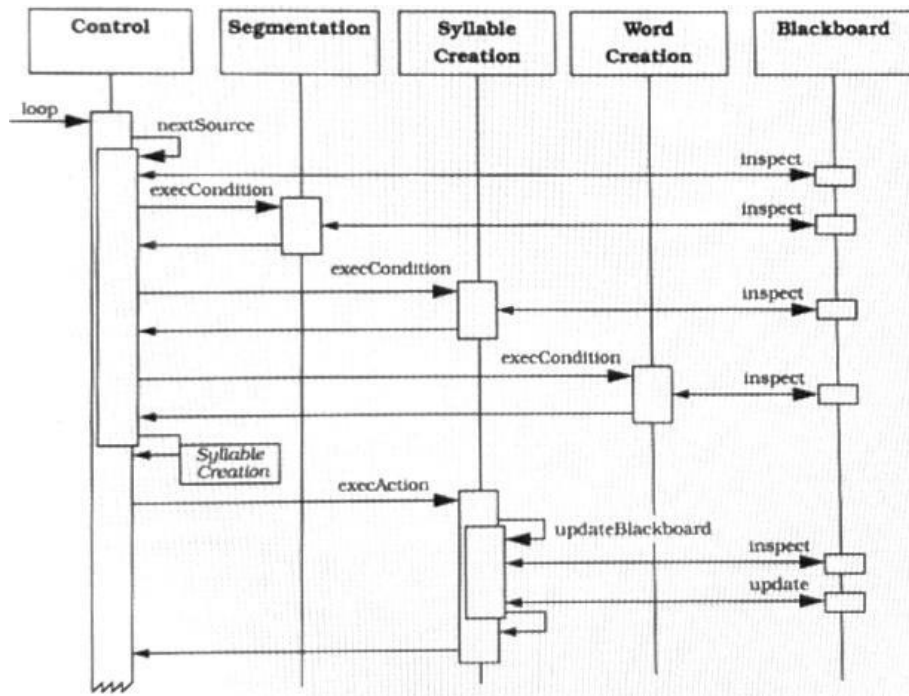 Control
Segmentation
Syllable
Creation
Word
Creation
Blackboard
loop
nextSource
inspect
execCondition
inspect
execCondition
inspect
execCondition
inspect
Syllable
Creation
execAction
updateBlackboard
inspect
update